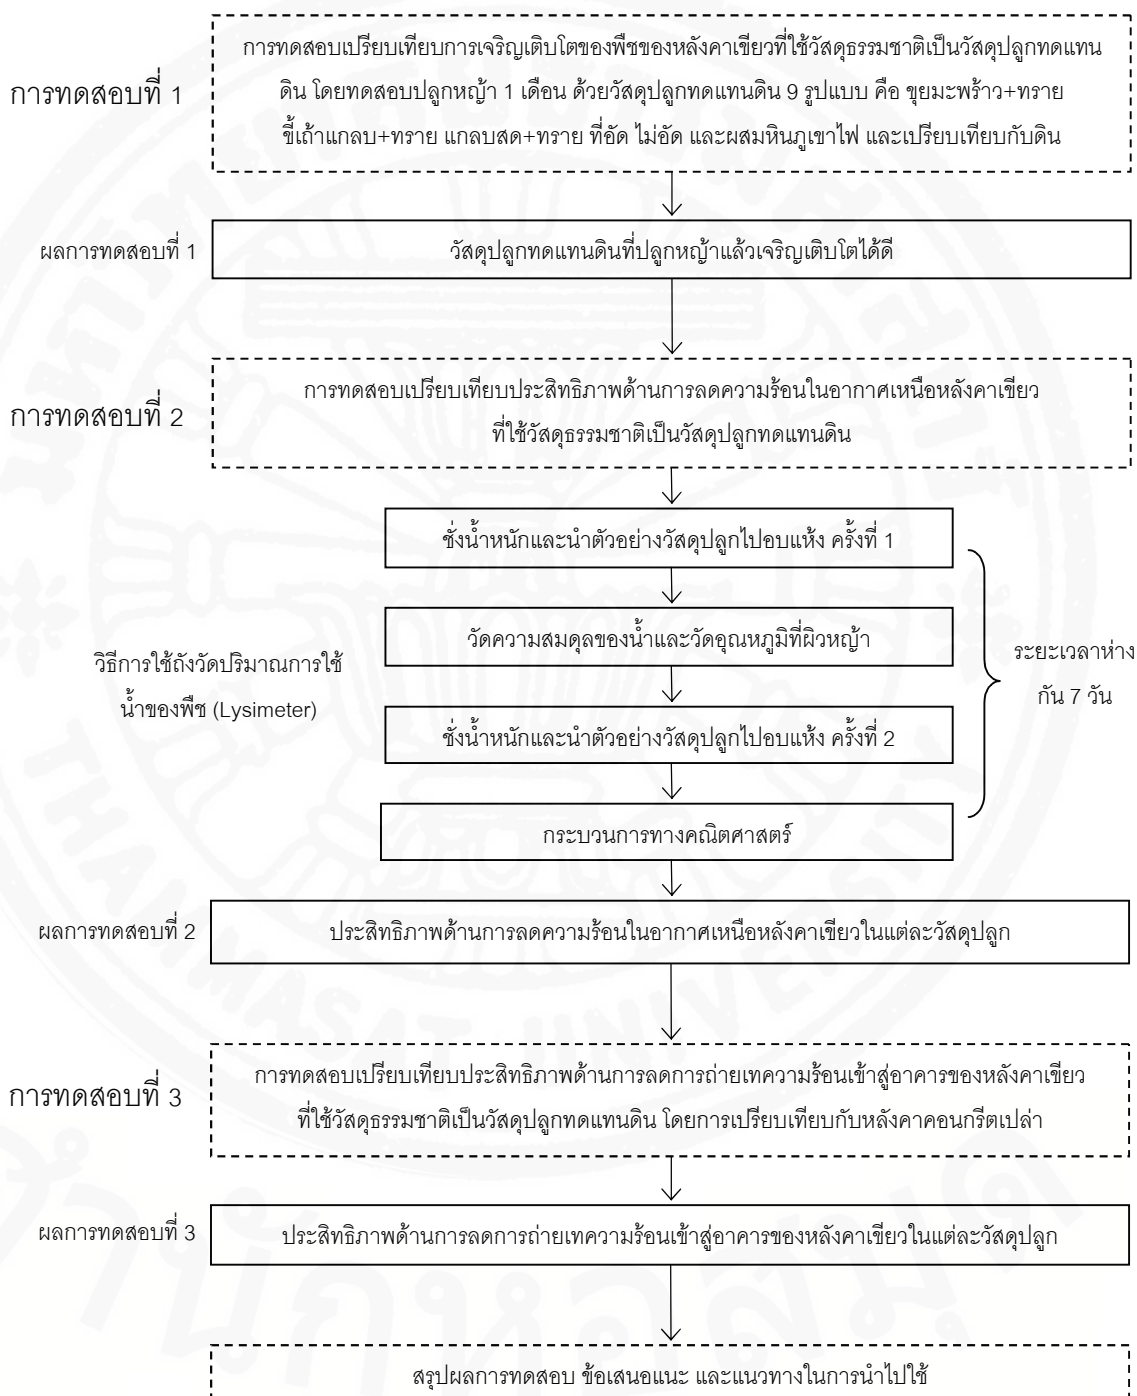 การทดสอบที่ 1
การทดสอบเปรียบเทียบการเจริญเติบโตของพืชของหลังคาเขียวที่ใช้วัสดุธรรมชาติเป็นวัสดุปลูกทดแทน
ดิน โดยทดสอบปลูกหญ้า 1 เดือน ด้วยวัสดุปลูกทดแทนดิน 9 รูปแบบ คือ ขุยมะพร้าว+ทราย
ขี้เถ้าแกลบ+ทราย แกลบสด+ทราย ที่อัด ไม่อัด และผสมหินภูเขาไฟ และเปรียบเทียบกับดิน
ผลการทดสอบที่ 1
วัสดุปลูกทดแทนดินที่ปลูกหญ้าแล้วเจริญเติบโตได้ดี
การทดสอบที่ 2
การทดสอบเปรียบเทียบประสิทธิภาพด้านการลดความร้อนในอากาศเหนือหลังคาเขียว
ที่ใช้วัสดุธรรมชาติเป็นวัสดุปลูกทดแทนดิน
วิธีการใช้ถังวัดปริมาณการใช้
น้ำของพืช (Lysimeter)
ชั่งน้ำหนักและนำตัวอย่างวัสดุปลูกไปอบแห้ง ครั้งที่ 1
วัดความสมดุลของน้ำและวัดอุณหภูมิที่ผิวหญ้า
ชั่งน้ำหนักและนำตัวอย่างวัสดุปลูกไปอบแห้ง ครั้งที่ 2
กระบวนการทางคณิตศาสตร์
ระยะเวลาห่าง
กัน 7 วัน
ผลการทดสอบที่ 2
ประสิทธิภาพด้านการลดความร้อนในอากาศเหนือหลังคาเขียวในแต่ละวัสดุปลูก
การทดสอบที่ 3
การทดสอบเปรียบเทียบประสิทธิภาพด้านการลดการถ่ายเทความร้อนเข้าสู่อาคารของหลังคาเขียว
ที่ใช้วัสดุธรรมชาติเป็นวัสดุปลูกทดแทนดิน โดยการเปรียบเทียบกับหลังคาคอนกรีตเปล่า
ผลการทดสอบที่ 3
ประสิทธิภาพด้านการลดการถ่ายเทความร้อนเข้าสู่อาคารของหลังคาเขียวในแต่ละวัสดุปลูก
สรุปผลการทดสอบ ข้อเสนอแนะ และแนวทางในการนำไปใช้
THAMMASAT UNIVERSITY
สำนักหอสมุด